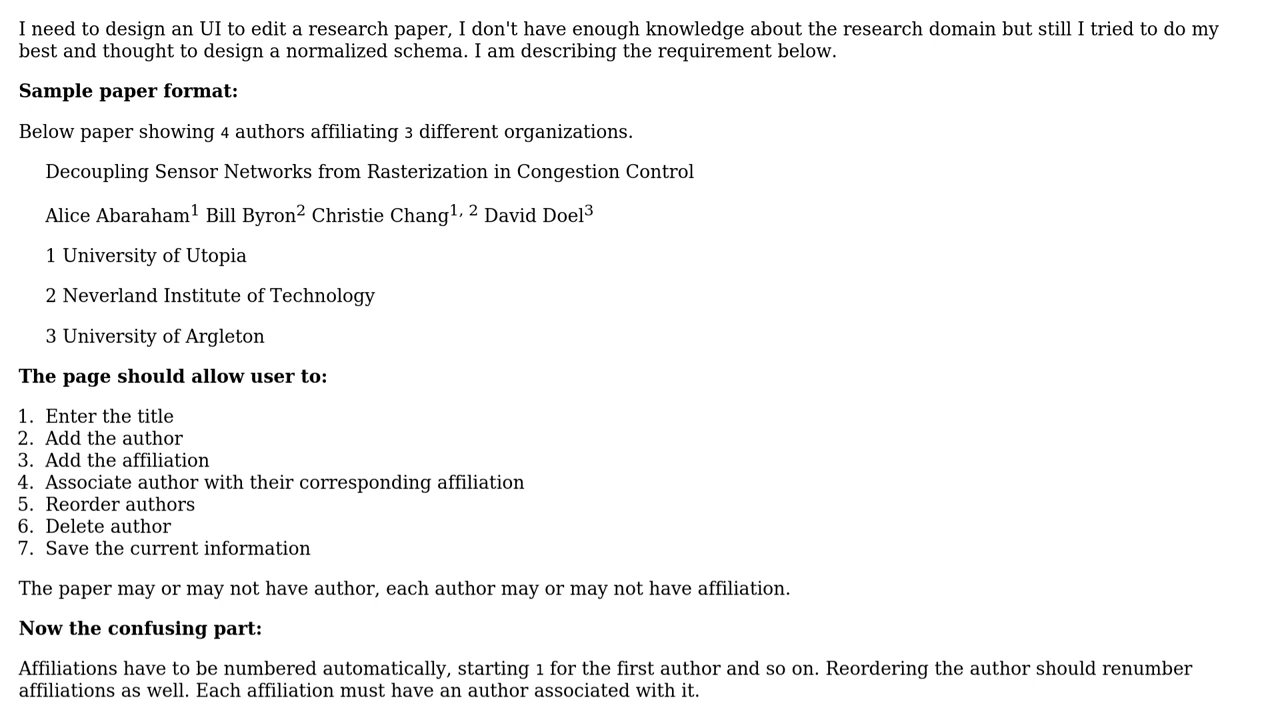 I need to design an UI to edit a research paper, I don't have enough knowledge about the research domain but still I tried to do my
best and thought to design a normalized schema. I am describing the requirement below.
Sample paper format:
Below paper showing 4 authors affiliating 3 different organizations.
Decoupling Sensor Networks from Rasterization in Congestion Control
Alice Abaraham1 Bill Byron2 Christie Chang1, 2 David Doel3
1 University of Utopia
2 Neverland Institute of Technology
3 University of Argleton
The page should allow user to:
1. Enter the title
2. Add the author
3. Add the affiliation
4. Associate author with their corresponding affiliation
5. Reorder authors
6. Delete author
7. Save the current information
The paper may or may not have author, each author may or may not have affiliation.
Now the confusing part:
Affiliations have to be numbered automatically, starting 1 for the first author and so on. Reordering the author should renumber
affiliations as well. Each affiliation must have an author associated with it.